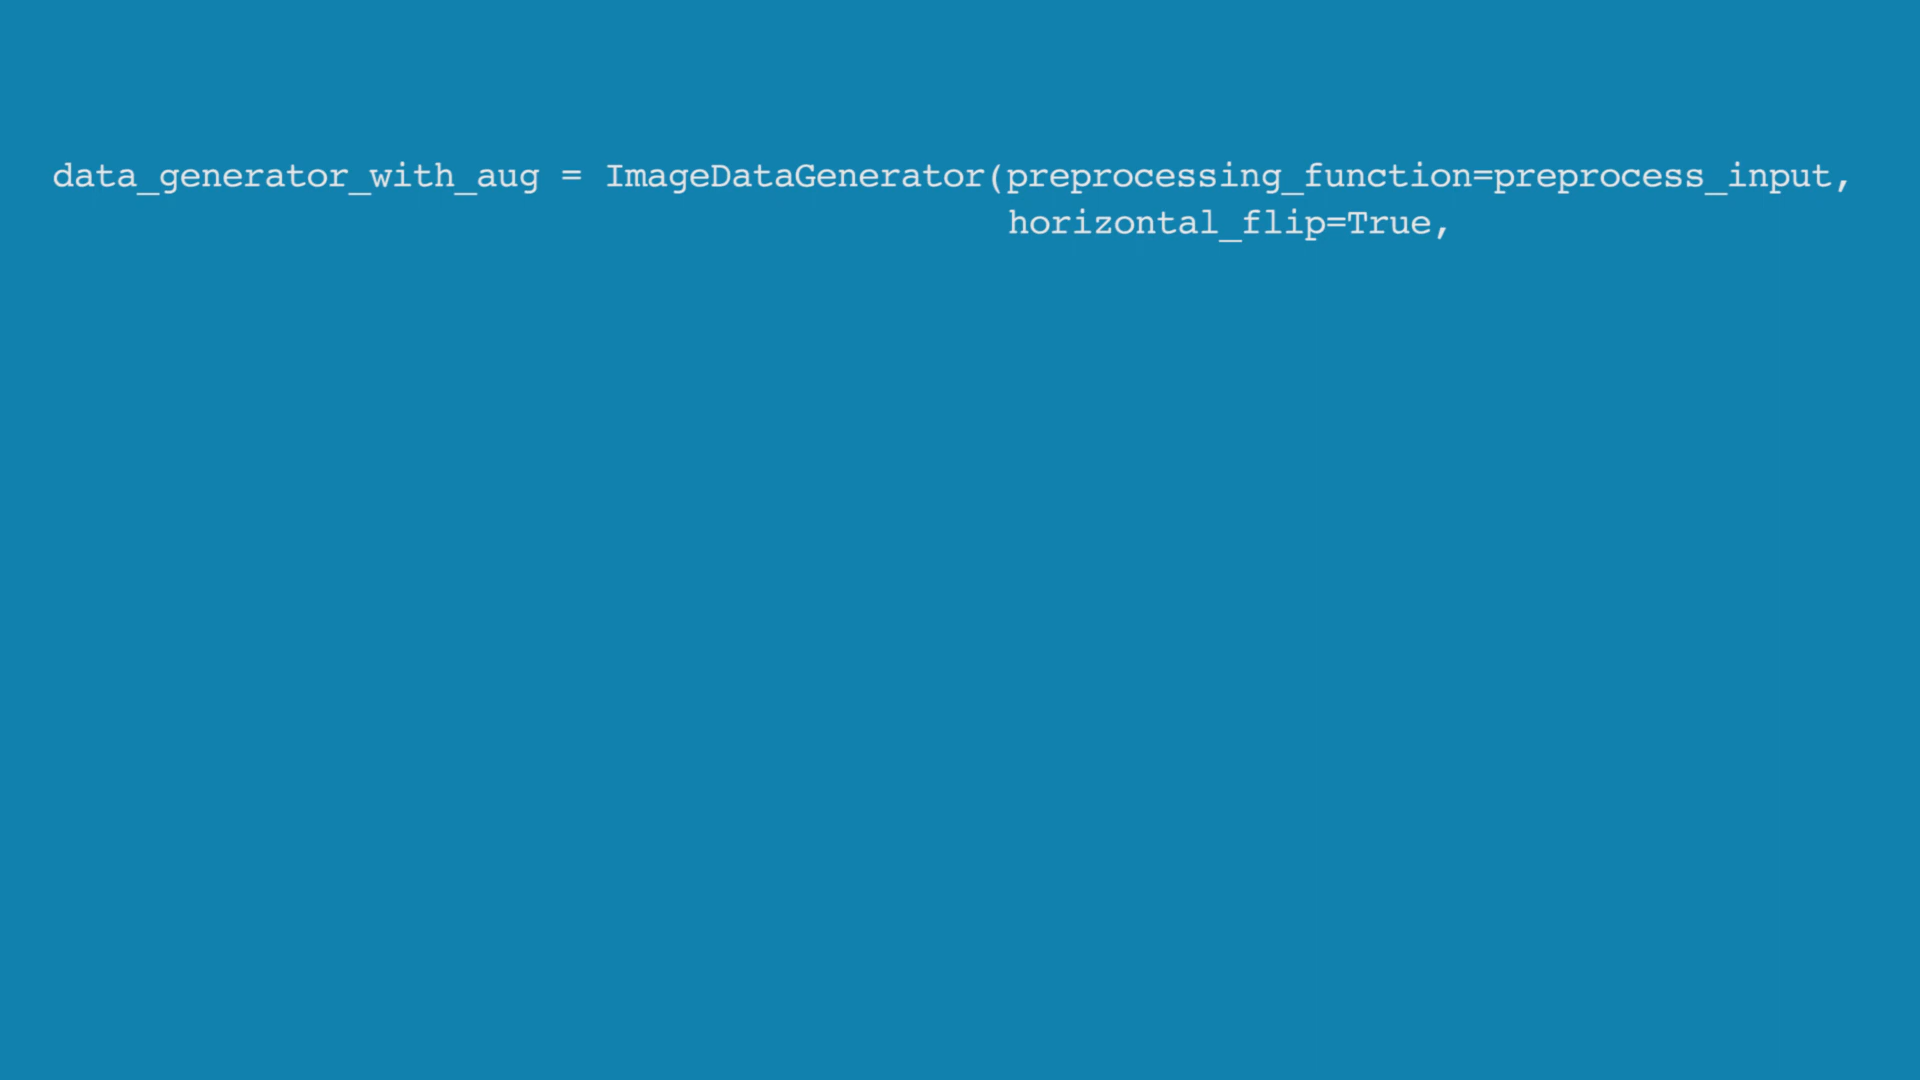 data_generator_with_aug = ImageDataGenerator(preprocessing_function=preprocess_input,
horizontal_flip=True,